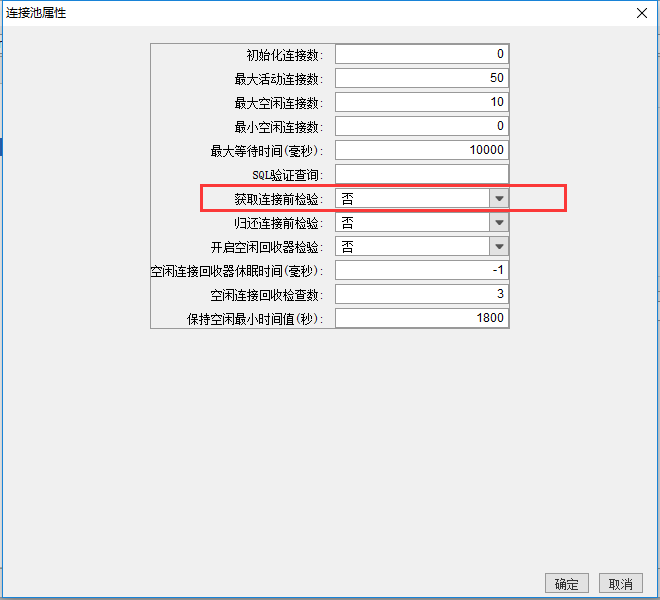 连接池属性
初始化连接数: 0
最大活动连接数: 50
最大空闲连接数: 10
最小空闲连接数: 0
最大等待时间(毫秒): 10000
SQL验证查询:
获取连接前检验: 否
归还连接前检验: 否
开启空闲回收器检验: 否
空闲连接回收器休眠时间(毫秒): -1
空闲连接回收检查数: 3
保持空闲最小时间值(秒): 1800
确定 取消